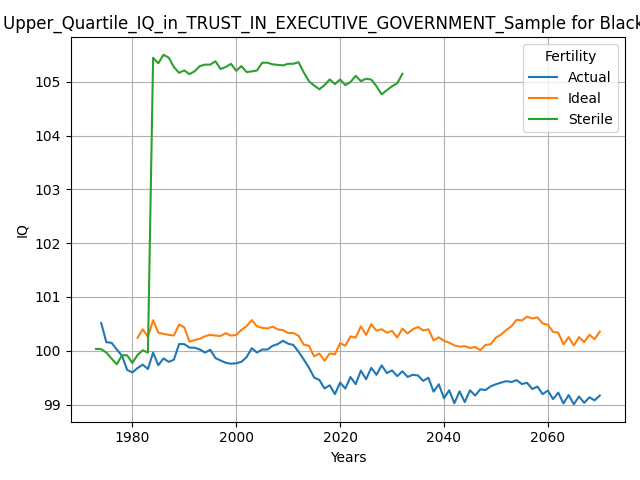 Upper_Quartile_IQ_in_TRUST_IN_EXECUTIVE_GOVERNMENT_Sample for Black
Fertility
Actual
Ideal
Sterile
105
104
103
102
101
100
99
IQ
1980
2000
2020
2040
2060
Years